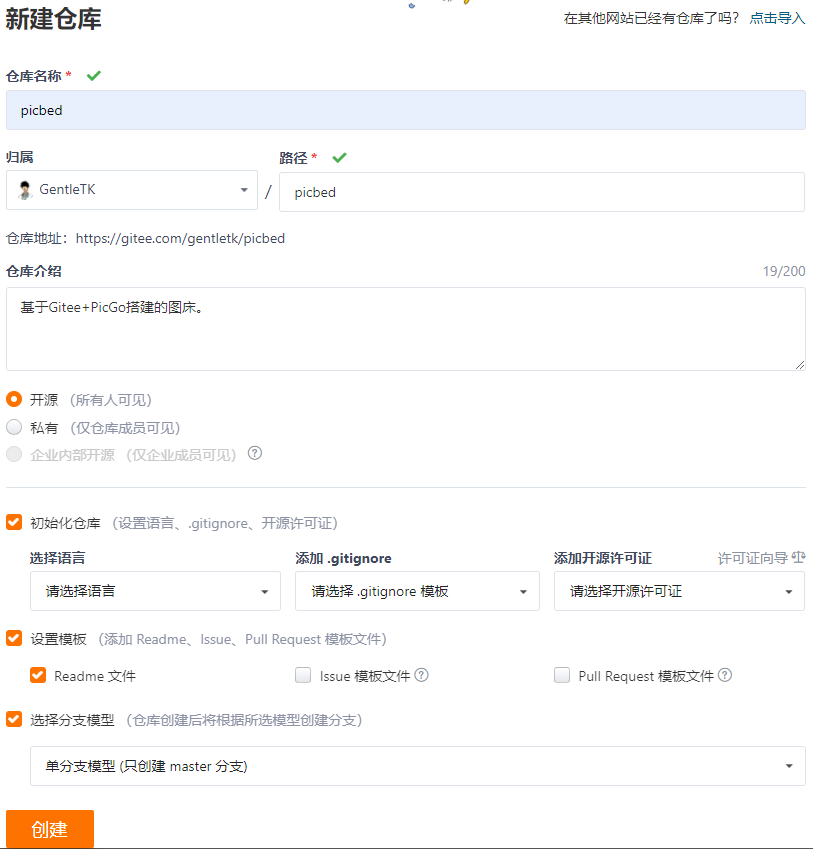 新建仓库
在其他网站已经有仓库了吗? 点击导入
仓库名称 *
picbed
归属
路径 *
GentleTK
/
picbed
仓库地址：https://gitee.com/gentletk/picbed
仓库介绍
19/200
基于Gitee+PicGo搭建的图床。
开源 （所有人可见）
私有 （仅仓库成员可见）
企业内部开源 （仅企业成员可见） ?
初始化仓库 （设置语言、.gitignore、开源许可证）
选择语言
添加 .gitignore
添加开源许可证
许可证向导
请选择语言
请选择 .gitignore 模板
请选择开源许可证
设置模板 （添加 Readme、Issue、Pull Request 模板文件）
Readme 文件
Issue 模板文件 ?
Pull Request 模板文件 ?
选择分支模型 （仓库创建后将根据所选模型创建分支）
单分支模型 (只创建 master 分支)
创建